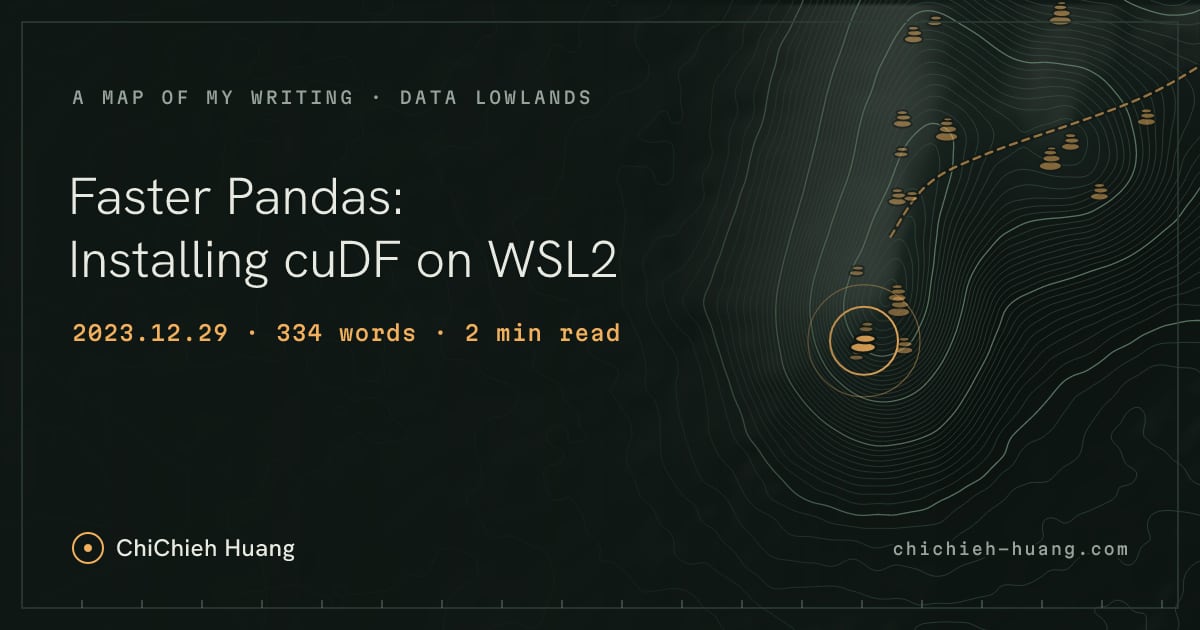 A MAP OF MY WRITING · DATA LOWLANDS
Faster Pandas:
Installing cuDF on WSL2
2023.12.29 · 334 words · 2 min read
ChiChieh Huang
chichieh-huang.com